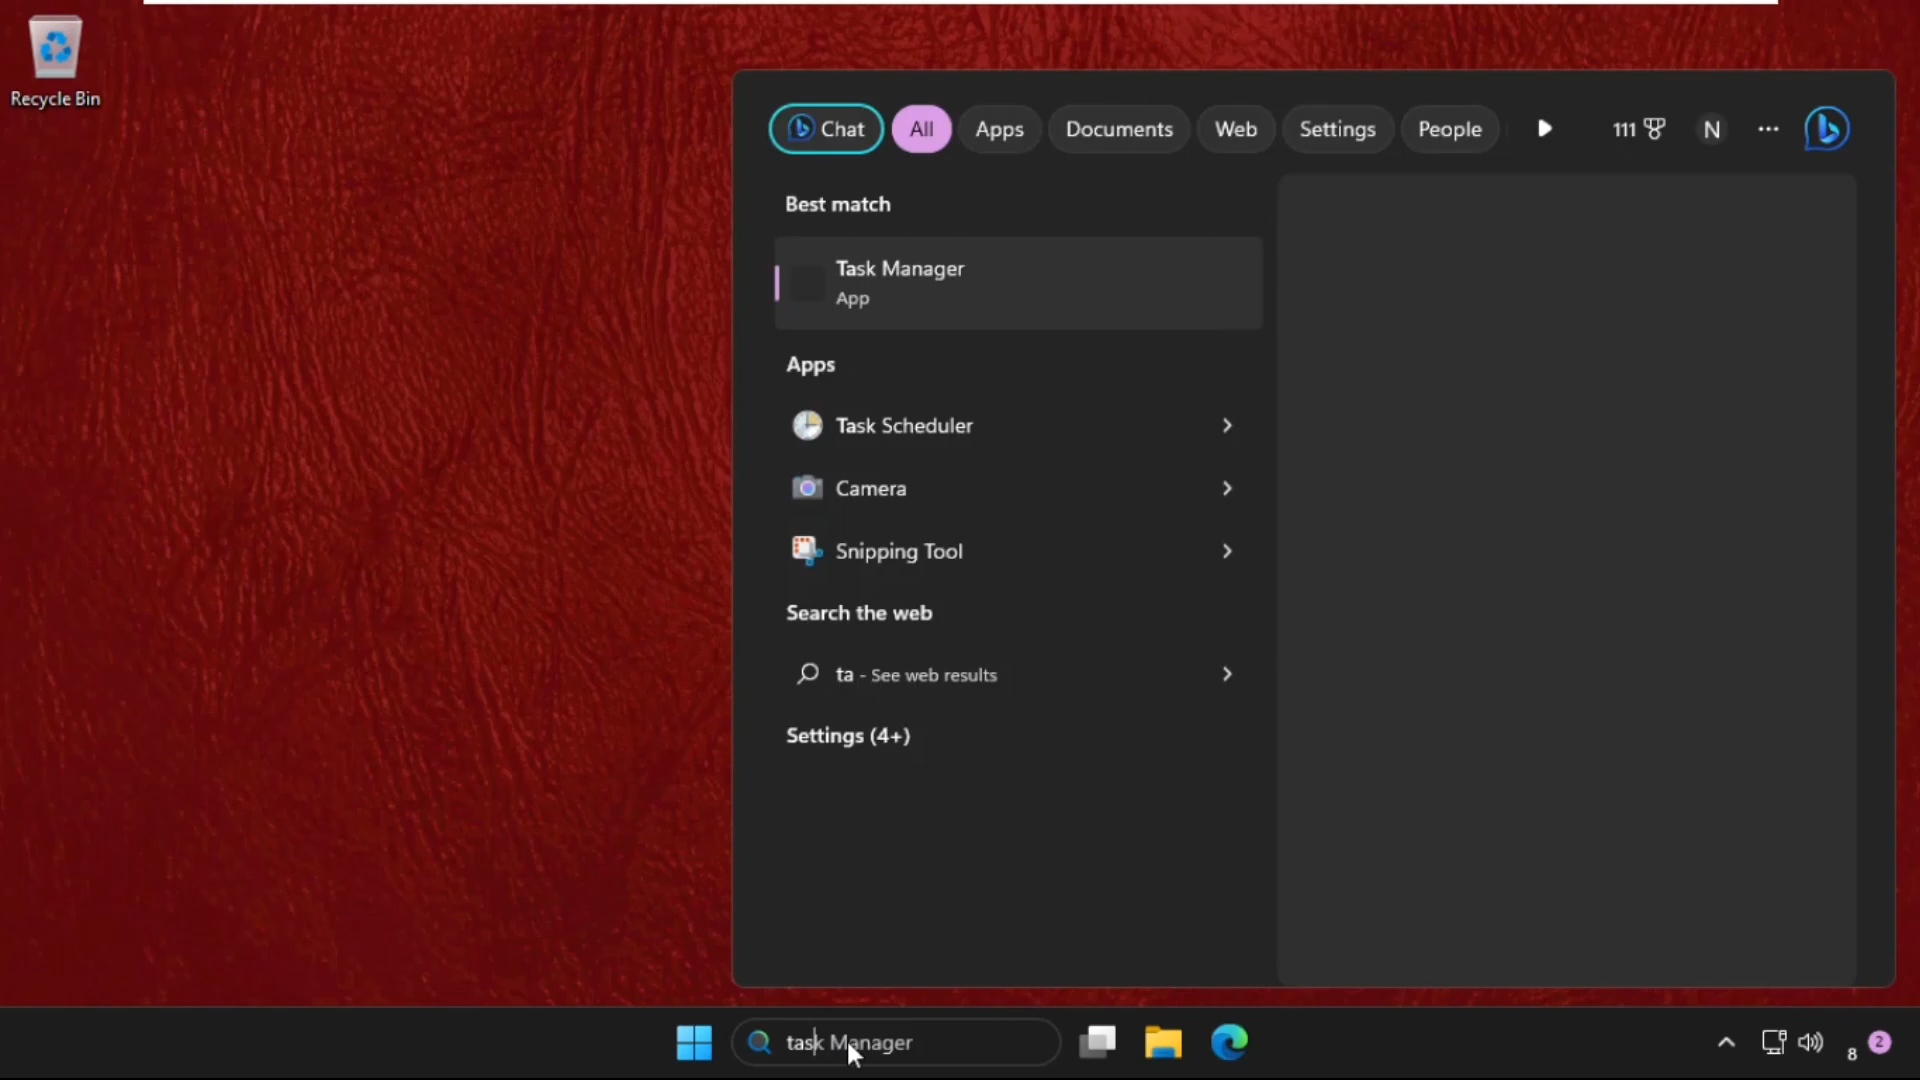 Recycle Bin
Chat
All
Apps
Documents
Web
Settings
People
111
N
Best match
Task Manager
App
Apps
Task Scheduler
Camera
Snipping Tool
Search the web
ta - See web results
Settings (4+)
task Manager
8
2